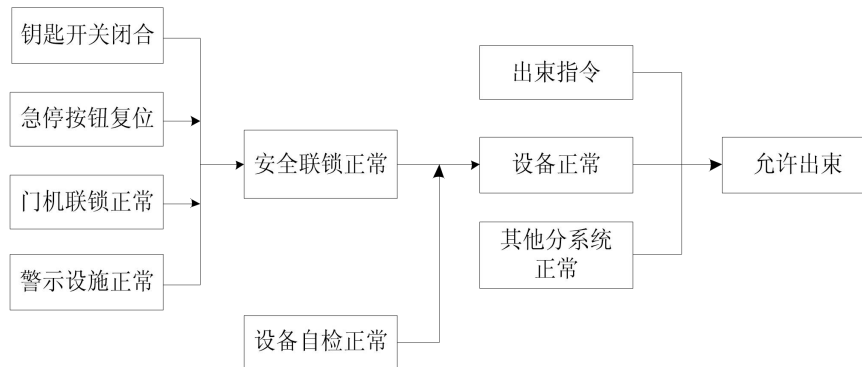 钥匙开关闭合
急停按钮复位
门机联锁正常
警示设施正常
安全联锁正常
设备自检正常
出束指令
设备正常
其他分系统
正常
允许出束